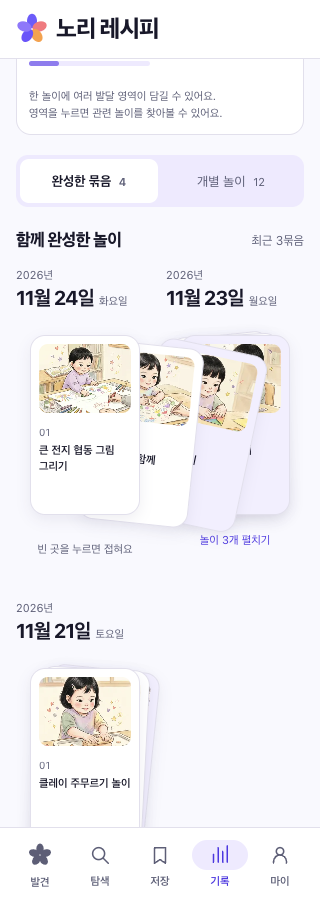 노리 레시피
한 놀이에 여러 발달 영역이 담길 수 있어요.
영역을 누르면 관련 놀이를 찾아볼 수 있어요.
완성한 묶음 4
개별 놀이 12
함께 완성한 놀이
최근 3묶음
2026년
11월 24일 화요일
2026년
11월 23일 월요일
01
큰 전지 협동 그림
그리기
함께
빈 곳을 누르면 접혀요
놀이 3개 펼치기
2026년
11월 21일 토요일
01
클레이 주무르기 놀이
발견
탐색
저장
기록
마이